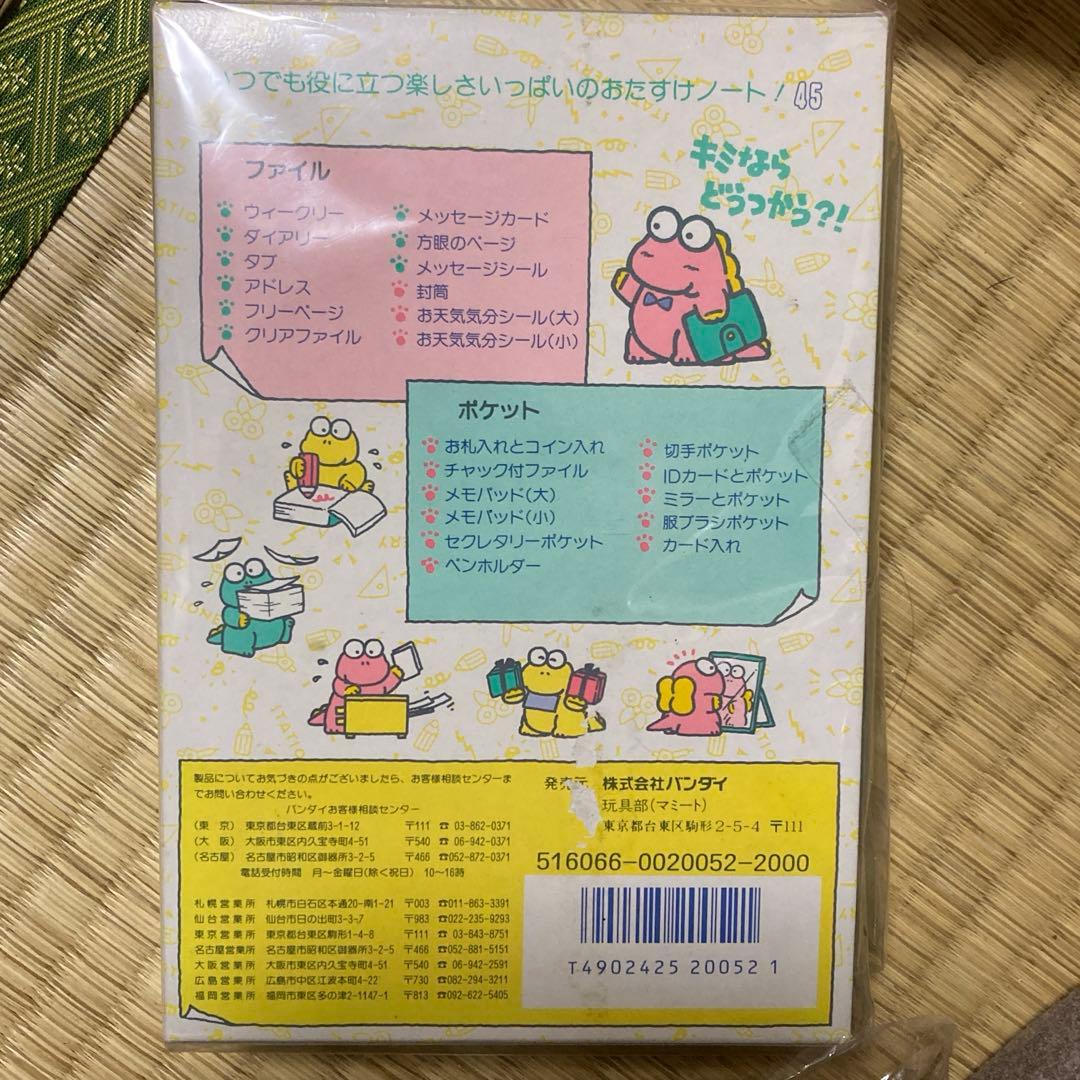 いつでも役に立つ楽しさいっぱいのおたすけノート! 45
キミなら
どうつかう?!
ファイル
ウィークリー
ダイアリー
タブ
アドレス
フリーページ
クリアファイル
メッセージカード
方眼のページ
メッセージシール
封筒
お天気気分シール(大)
お天気気分シール(小)
ポケット
お札入れとコイン入れ
チャック付ファイル
メモパッド(大)
メモパッド(小)
セクレタリーポケット
ペンホルダー
切手ポケット
IDカードとポケット
ミラーとポケット
服ブラシポケット
カード入れ
STATIONERY
製品についてお気づきの点がございましたら、お客様相談センターま
でお問い合わせください。
バンダイお客様相談センター
(東 京) 東京都台東区蔵前3-1-12 〒111 ☎ 03-862-0371
(大 阪) 大阪市東区内久宝寺町4-51 〒540 ☎ 06-942-0371
(名古屋) 名古屋市昭和区御器所3-2-5 〒466 ☎052-872-0371
電話受付時間 月〜金曜日(除く祝日) 10〜16時
札幌営業所 札幌市白石区本通20-南1-21 〒003 ☎011-863-3391
仙台営業所 仙台市日の出町3-3-7 〒983 ☎022-235-9293
東京営業所 東京都台東区駒形1-4-8 〒111 ☎ 03-843-8751
名古屋営業所 名古屋市昭和区御器所3-2-5 〒466 ☎052-881-5151
大阪営業所 大阪市東区内久宝寺町4-51 〒540 ☎ 06-942-2591
広島営業所 広島市中区江波本町4-22 〒730 ☎082-294-3211
福岡営業所 福岡市東区多の津2-1147-1 〒813 ☎092-622-5405
発売元 株式会社バンダイ
玩具部(マミート)
東京都台東区駒形2-5-4 〒111
516066-0020052-2000
T4902425 20052 1